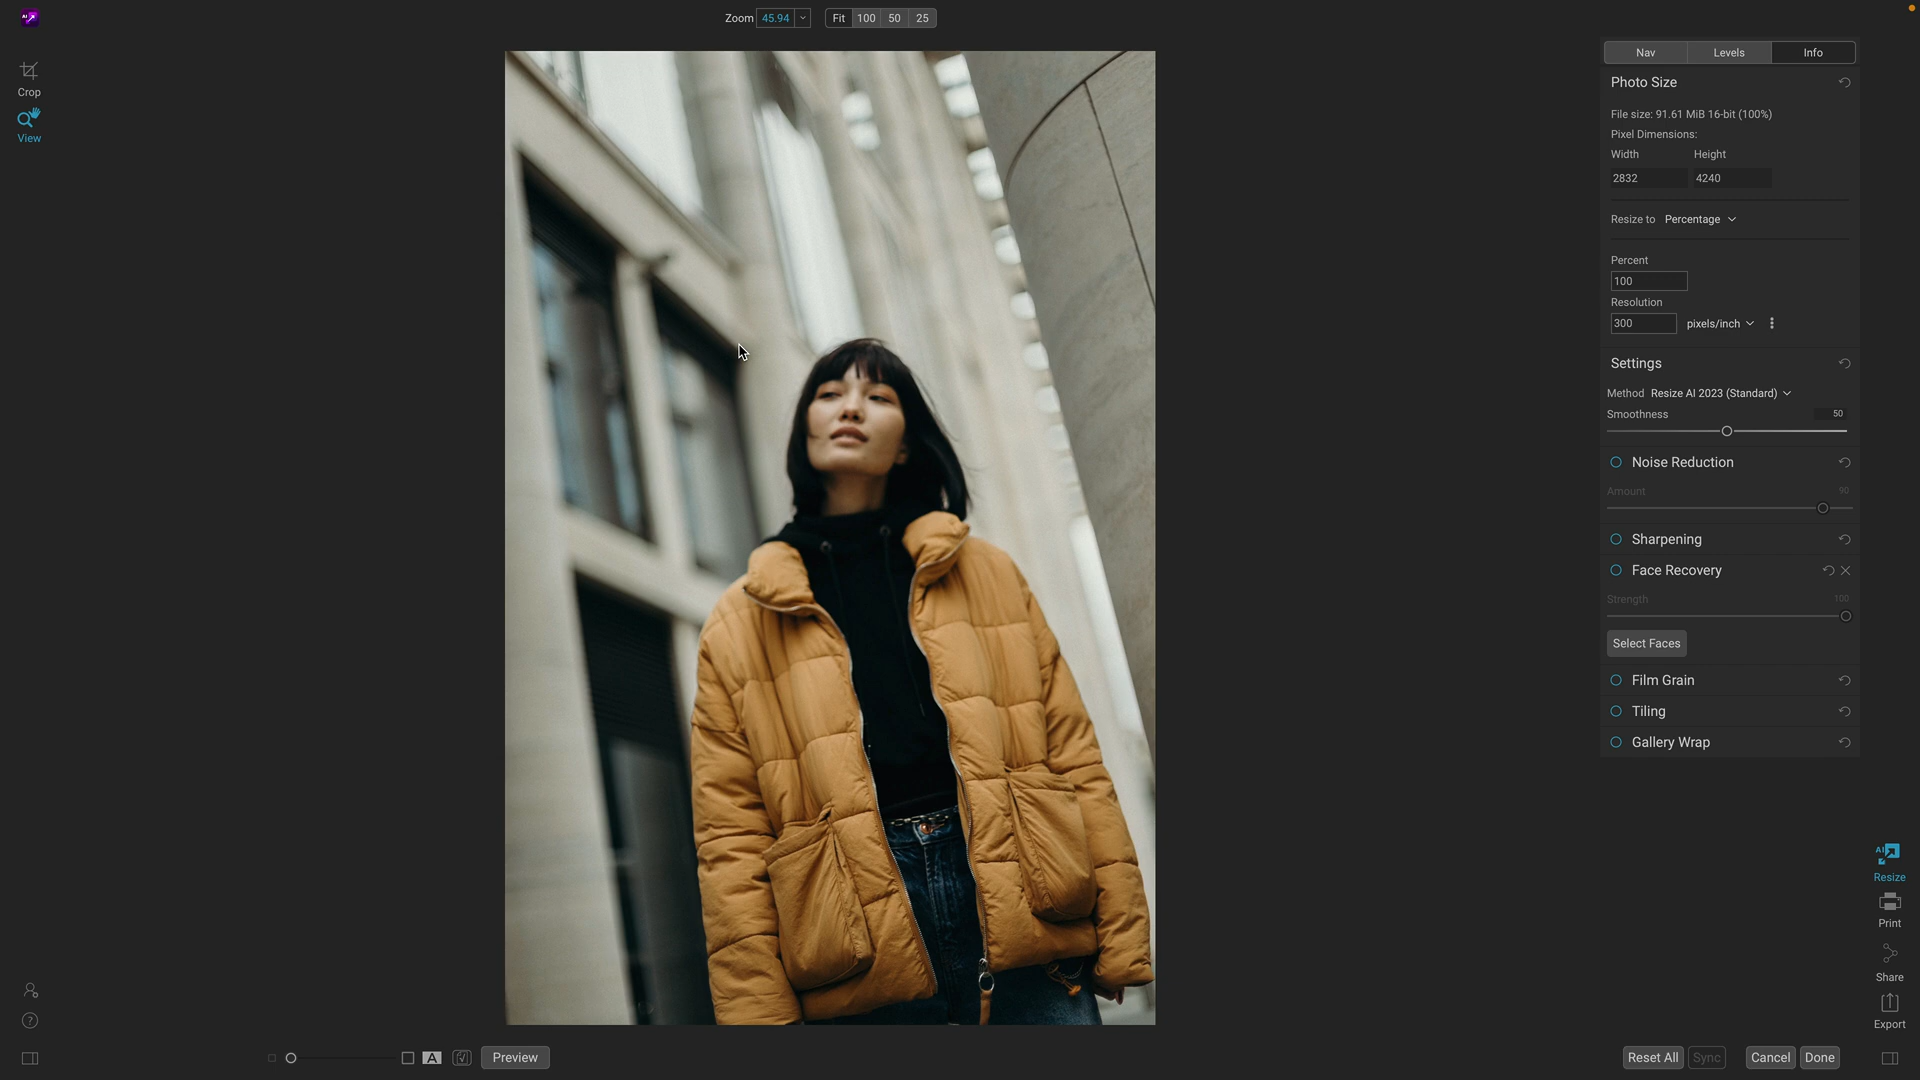 AI
Zoom 45.94 Fit 100 50 25
Crop
View
Nav Levels Info
Photo Size
File size: 91.61 MiB 16-bit (100%)
Pixel Dimensions:
Width Height
2832 4240
Resize to Percentage
Percent
100
Resolution
300 pixels/inch
Settings
Method Resize AI 2023 (Standard)
Smoothness 50
Noise Reduction
Amount 90
Sharpening
Face Recovery
Strength 100
Select Faces
Film Grain
Tiling
Gallery Wrap
AI
Resize
Print
Share
Export
?
A Preview Reset All Sync Cancel Done